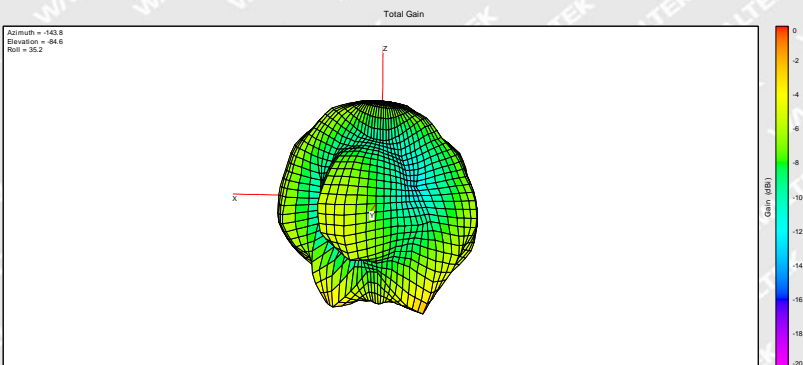 Total Gain
Azimuth = -143.8
Elevation = -84.6
Roll = 35.2
Z
X
Y
0
-2
-4
-6
-8
-10
-12
-14
-16
-18
-20
Gain (dBi)